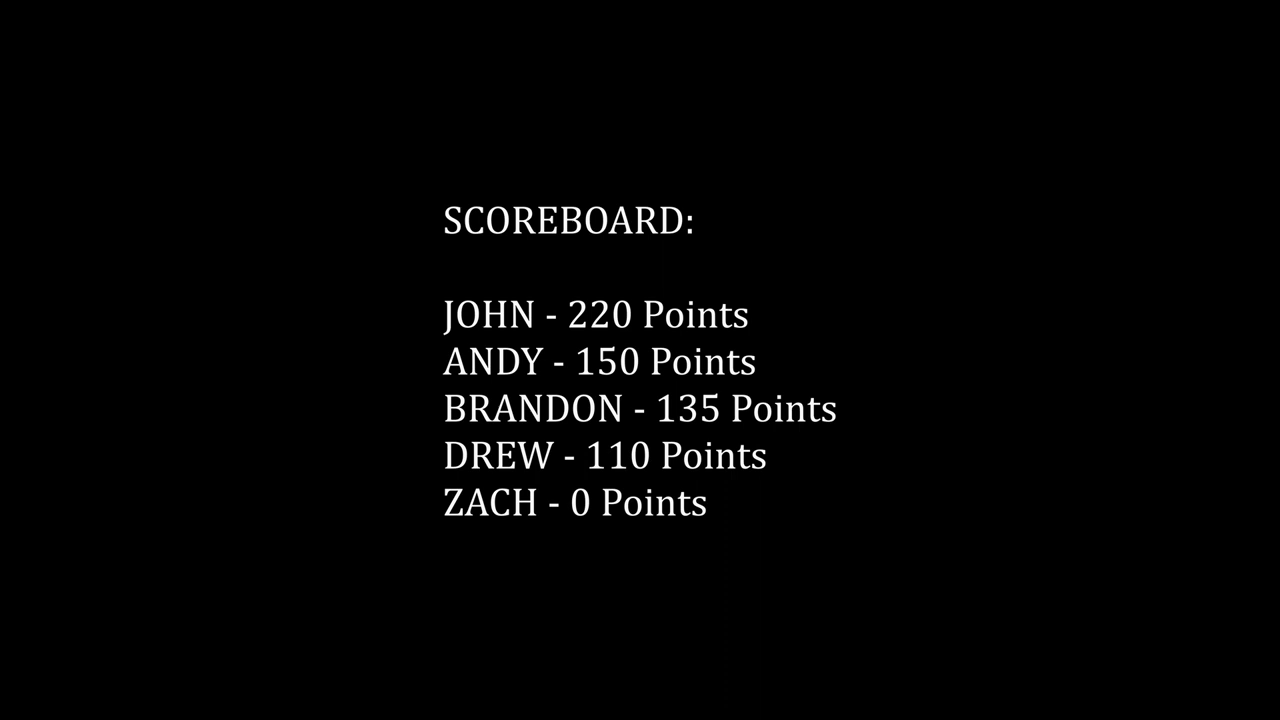 SCOREBOARD:
JOHN - 220 Points
ANDY - 150 Points
BRANDON - 135 Points
DREW - 110 Points
ZACH - 0 Points